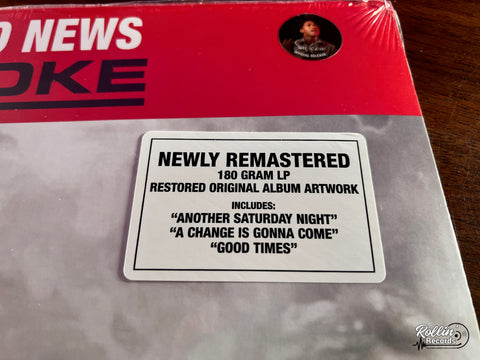 D NEWS
OKE
NEWLY REMASTERED
180 GRAM LP
RESTORED ORIGINAL ALBUM ARTWORK
INCLUDES:
“ANOTHER SATURDAY NIGHT”
“A CHANGE IS GONNA COME”
“GOOD TIMES”
Rollin'
Records